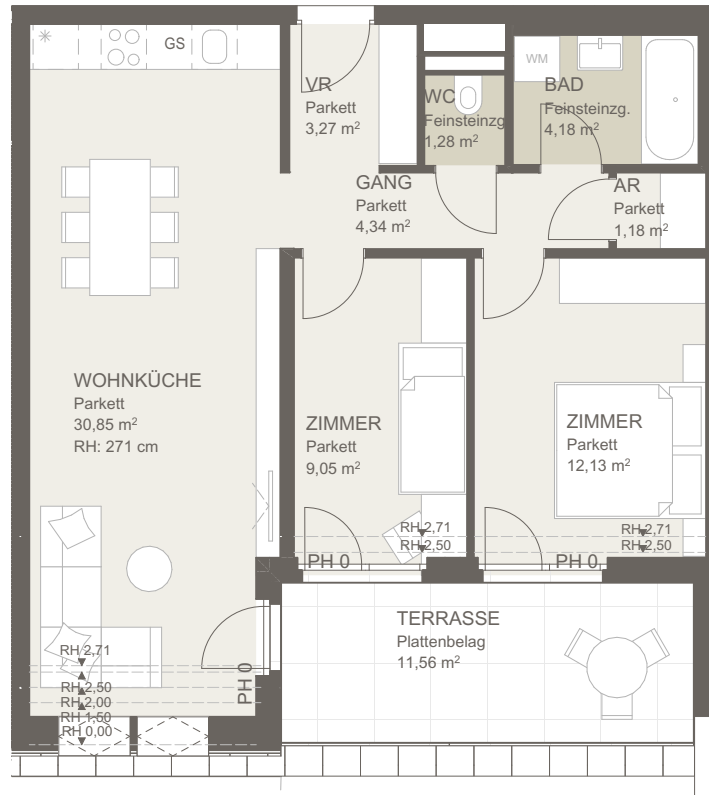 GS
VR
Parkett
3,27 m²
WC
Feinsteinzg.
1,28 m²
WM
BAD
Feinsteinzg.
4,18 m²
GANG
Parkett
4,34 m²
AR
Parkett
1,18 m²
WOHNKÜCHE
Parkett
30,85 m²
RH: 271 cm
ZIMMER
Parkett
9,05 m²
ZIMMER
Parkett
12,13 m²
RH 2,71
RH 2,50
RH 2,71
RH 2,50
PH 0
PH 0
TERRASSE
Plattenbelag
11,56 m²
PH 0
RH 2,71
RH 2,50
RH 2,00
RH 1,50
RH 0,00